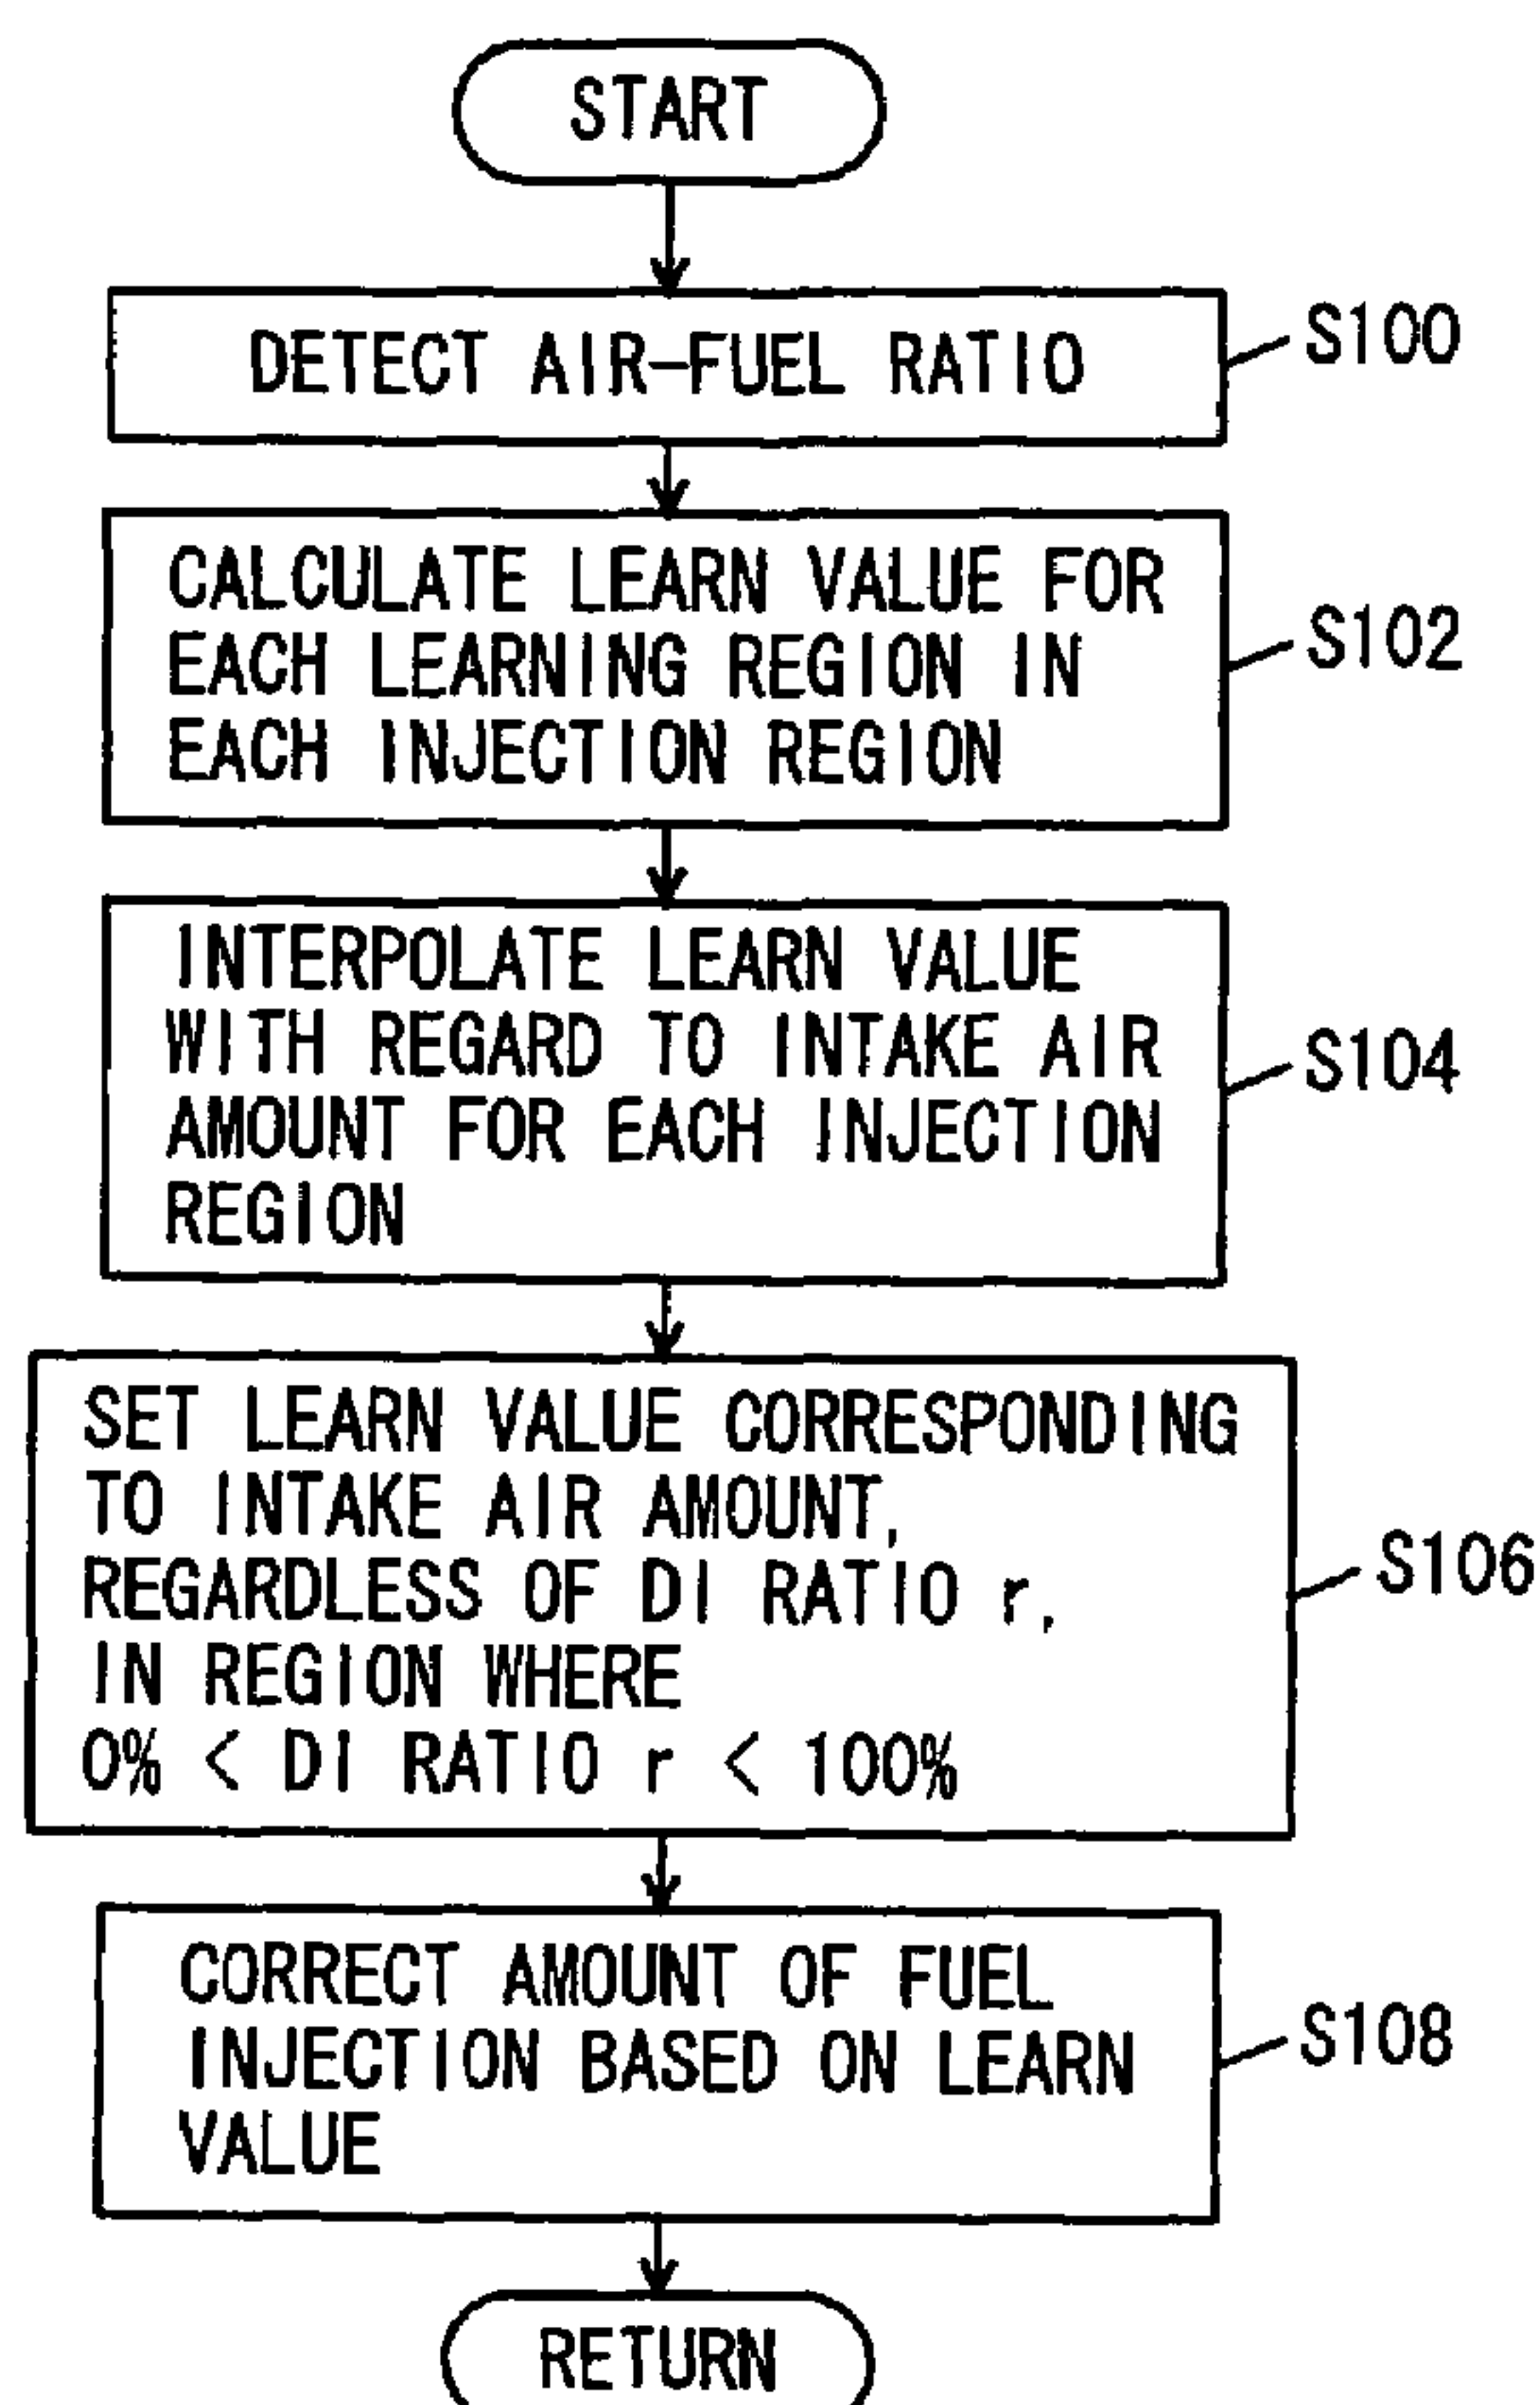 START
DETECT AIR-FUEL RATIO
S100
CALCULATE LEARN VALUE FOR
EACH LEARNING REGION IN
EACH INJECTION REGION
S102
INTERPOLATE LEARN VALUE
WITH REGARD TO INTAKE AIR
AMOUNT FOR EACH INJECTION
REGION
S104
SET LEARN VALUE CORRESPONDING
TO INTAKE AIR AMOUNT,
REGARDLESS OF DI RATIO r,
IN REGION WHERE
0% < DI RATIO r < 100%
S106
CORRECT AMOUNT OF FUEL
INJECTION BASED ON LEARN
VALUE
S108
RETURN